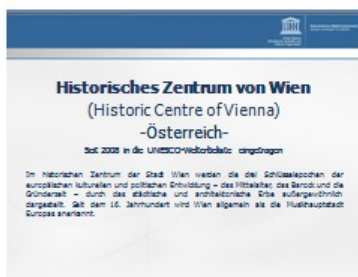 Historisches Zentrum von Wien
(Historic Centre of Vienna)
-Österreich-
Seit 2008 in die UNESCO-Welterbeliste eingetragen
Im historischen Zentrum der Stadt Wien werden die drei Schlüsselepochen der
europäischen kulturellen und politischen Entwicklung – das Mittelalter, das Barock und die
Gründerzeit – durch das städtische und architektonische Erbe außergewöhnlich
dargestellt. Seit dem 16. Jahrhundert wird Wien allgemein als die Musikhauptstadt
Europas anerkannt.